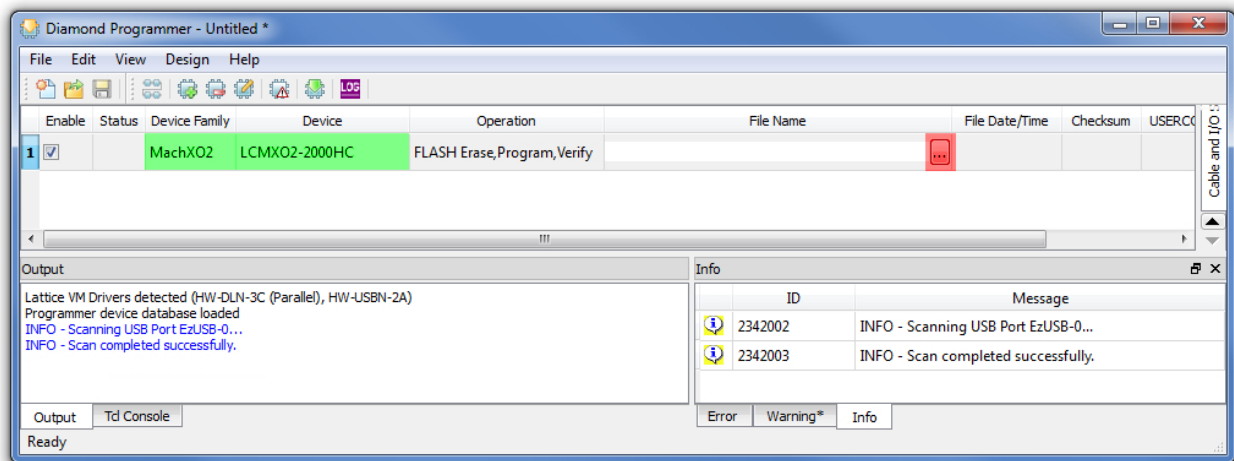 Diamond Programmer - Untitled *
File Edit View Design Help
LOG
Enable Status Device Family Device Operation File Name File Date/Time Checksum USERCO
1 MachXO2 LCMXO2-2000HC FLASH Erase,Program,Verify ...
Cable and I/O S
Output
Lattice VM Drivers detected (HW-DLN-3C (Parallel), HW-USBN-2A)
Programmer device database loaded
INFO - Scanning USB Port EzUSB-0...
INFO - Scan completed successfully.
Output Tcl Console
Info
ID Message
2342002 INFO - Scanning USB Port EzUSB-0...
2342003 INFO - Scan completed successfully.
Error Warning* Info
Ready